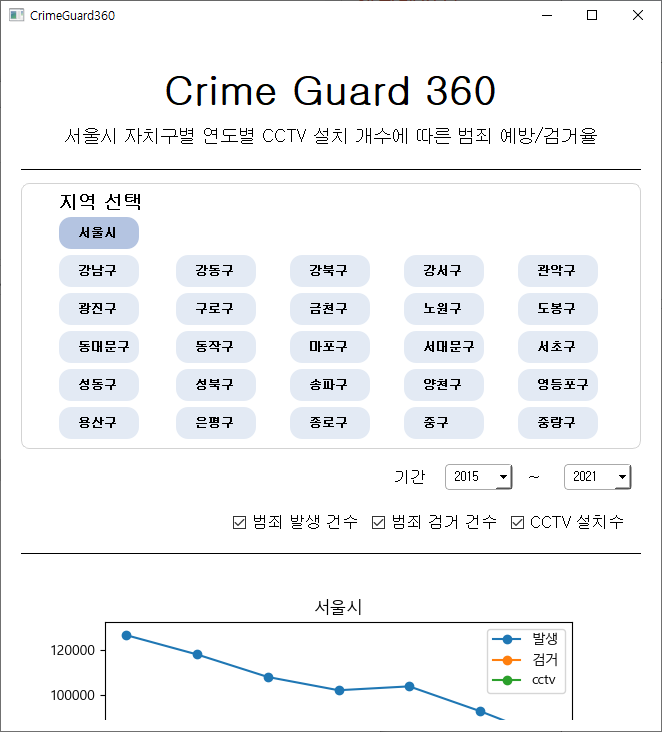 CrimeGuard360
Crime Guard 360
서울시 자치구별 연도별 CCTV 설치 개수에 따른 범죄 예방/검거율
지역 선택
서울시
강남구 강동구 강북구 강서구 관악구
광진구 구로구 금천구 노원구 도봉구
동대문구 동작구 마포구 서대문구 서초구
성동구 성북구 송파구 양천구 영등포구
용산구 은평구 종로구 중구 중랑구
기간 2015 ~ 2021
범죄 발생 건수 범죄 검거 건수 CCTV 설치수
서울시
발생
검거
cctv
120000
100000